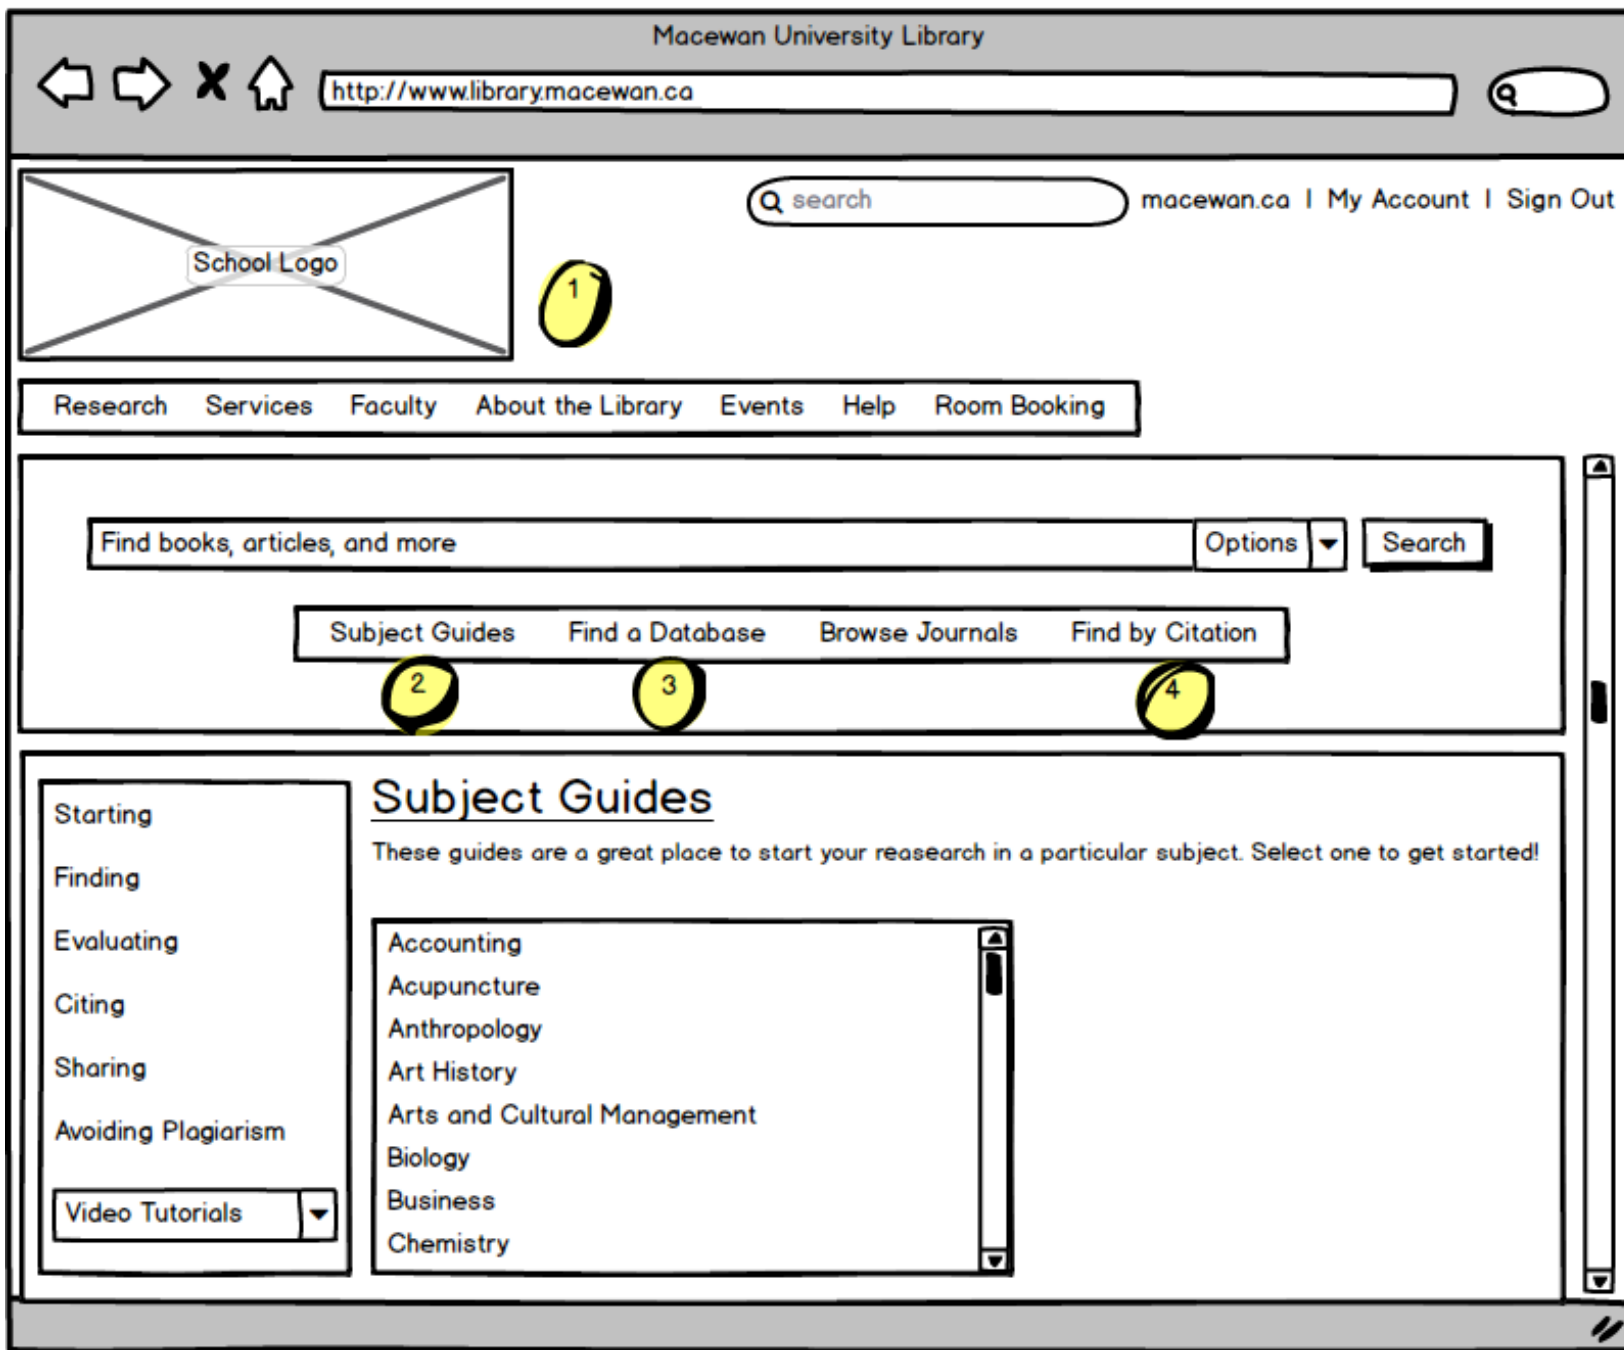 Macewan University Library
http://www.library.macewan.ca
search
macewan.ca | My Account | Sign Out
School Logo
1
Research Services Faculty About the Library Events Help Room Booking
Find books, articles, and more
Options
Search
Subject Guides Find a Database Browse Journals Find by Citation
2
3
4
Starting
Finding
Evaluating
Citing
Sharing
Avoiding Plagiarism
Video Tutorials
Subject Guides
These guides are a great place to start your reasearch in a particular subject. Select one to get started!
Accounting
Acupuncture
Anthropology
Art History
Arts and Cultural Management
Biology
Business
Chemistry